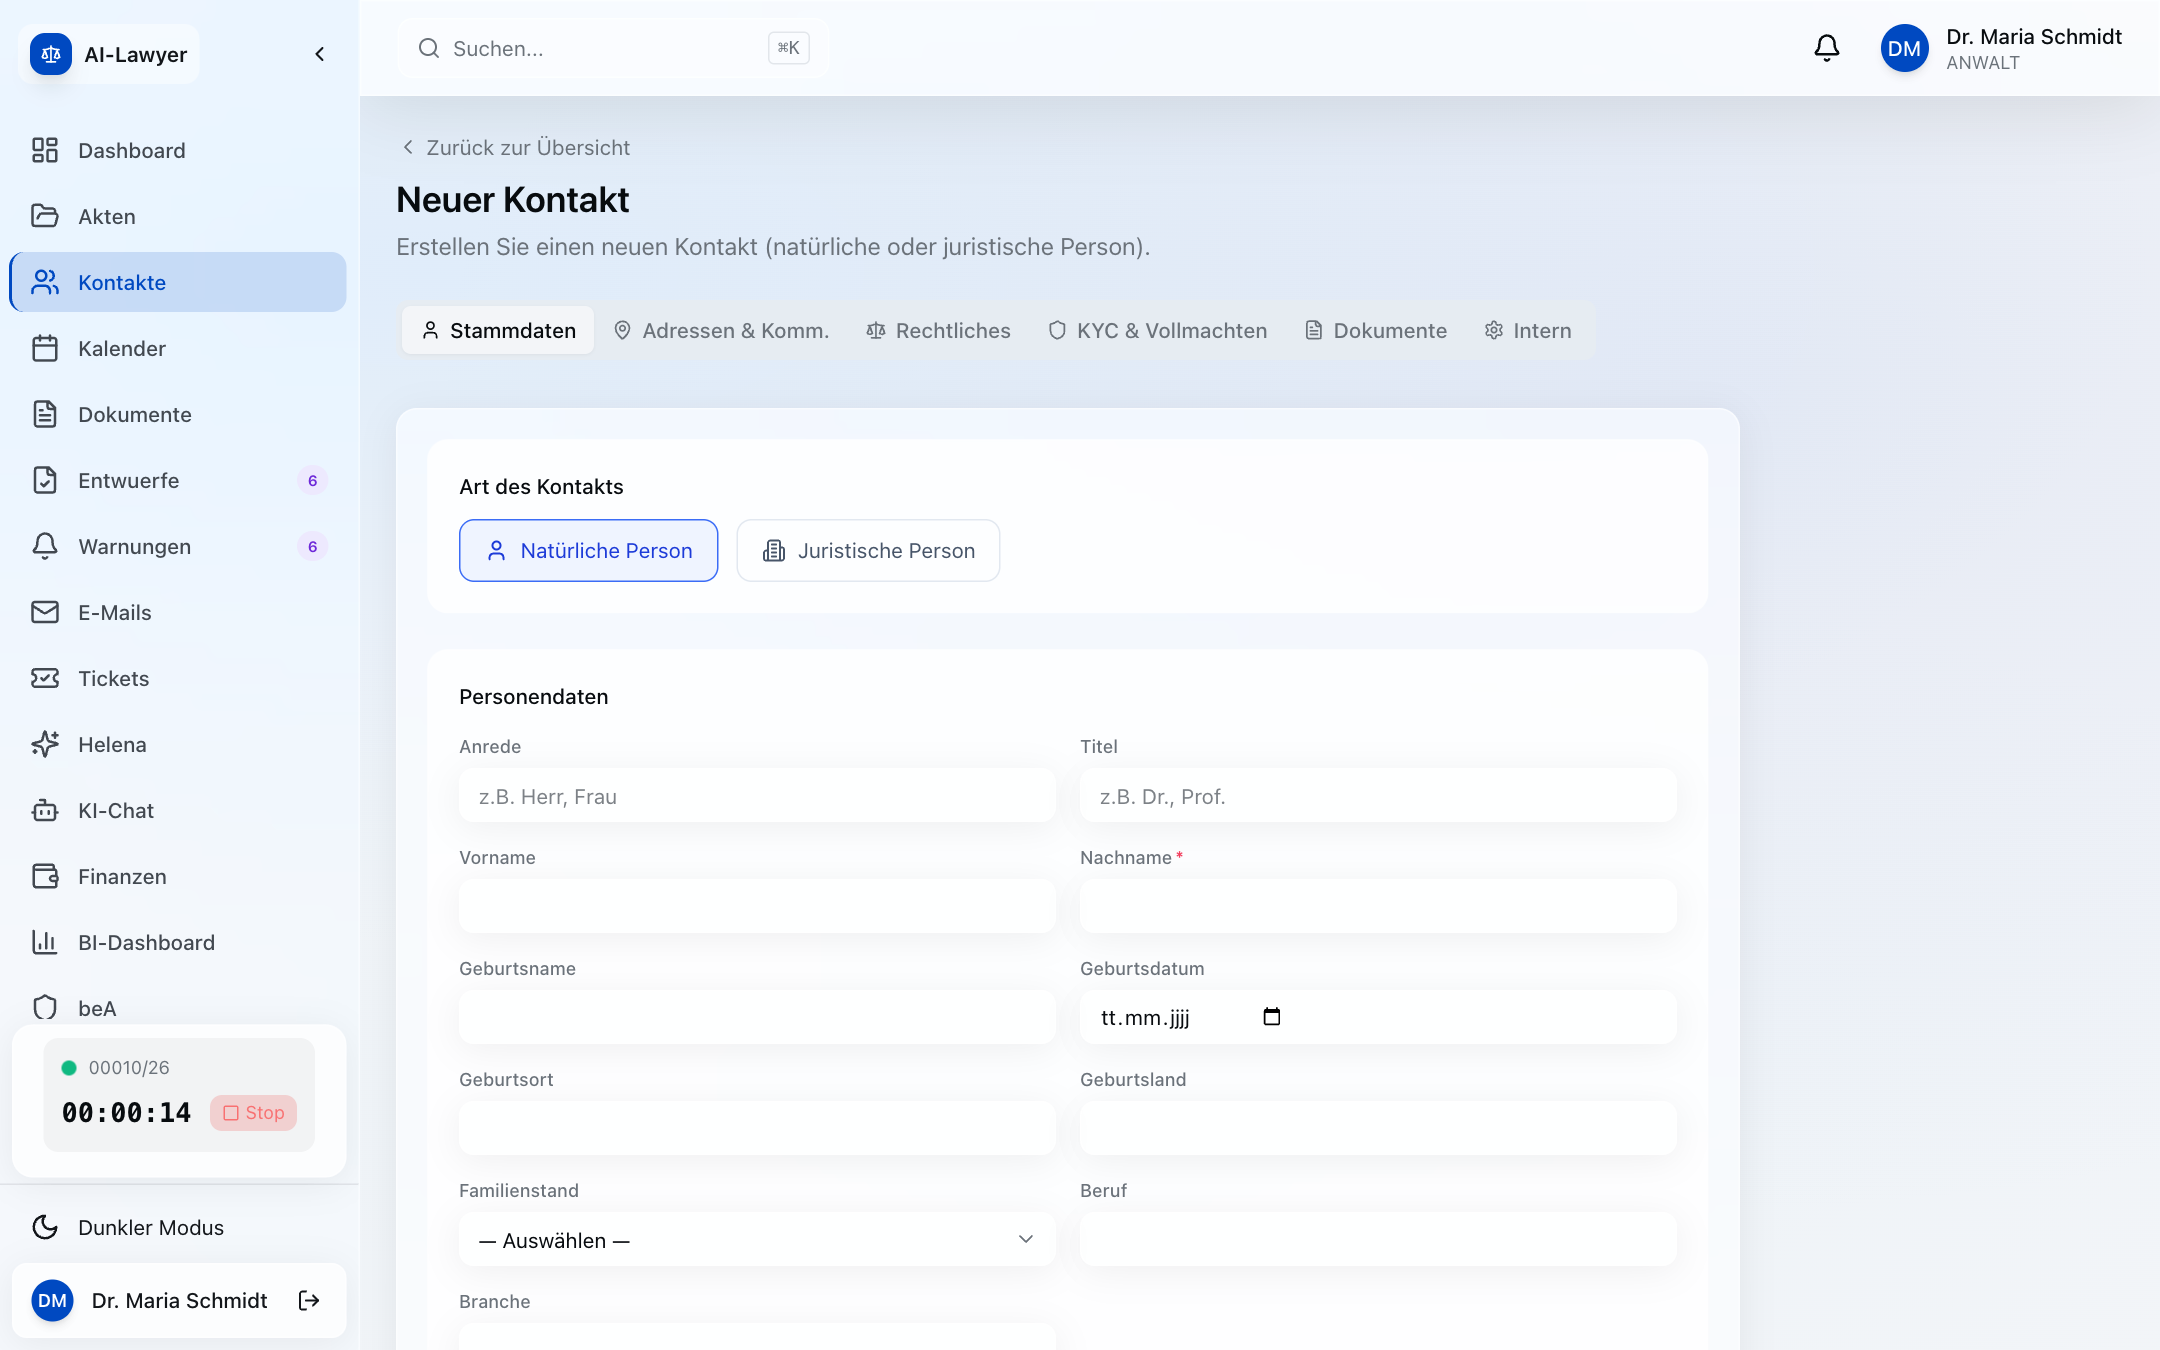 AI-Lawyer
Suchen...
⌘K
DM
Dr. Maria Schmidt
ANWALT
Dashboard
Akten
Kontakte
Kalender
Dokumente
Entwuerfe
6
Warnungen
6
E-Mails
Tickets
Helena
KI-Chat
Finanzen
BI-Dashboard
beA
00010/26
00:00:14
Stop
Dunkler Modus
DM
Dr. Maria Schmidt
Zurück zur Übersicht
Neuer Kontakt
Erstellen Sie einen neuen Kontakt (natürliche oder juristische Person).
Stammdaten
Adressen & Komm.
Rechtliches
KYC & Vollmachten
Dokumente
Intern
Art des Kontakts
Natürliche Person
Juristische Person
Personendaten
Anrede
Titel
z.B. Herr, Frau
z.B. Dr., Prof.
Vorname
Nachname *
Geburtsname
Geburtsdatum
tt.mm.jjjj
Geburtsort
Geburtsland
Familienstand
Beruf
— Auswählen —
Branche